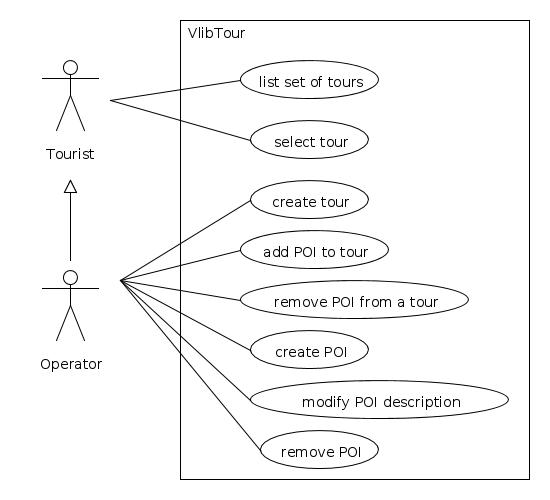 VlibTour
list set of tours
Tourist
select tour
create tour
add POI to tour
remove POI from a tour
create POI
Operator
modify POI description
remove POI